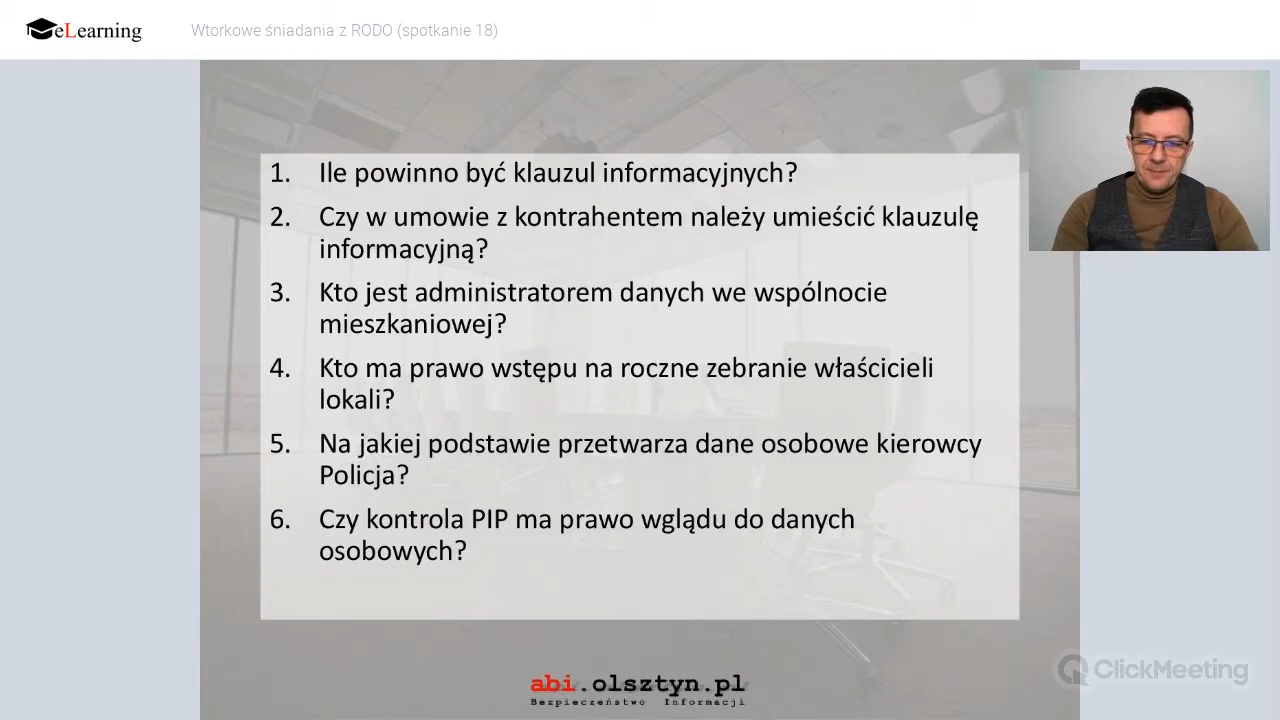 eLearning
Wtorkowe śniadania z RODO (spotkanie 18)
1. Ile powinno być klauzul informacyjnych?
2. Czy w umowie z kontrahentem należy umieścić klauzulę
informacyjną?
3. Kto jest administratorem danych we wspólnocie
mieszkaniowej?
4. Kto ma prawo wstępu na roczne zebranie właścicieli
lokali?
5. Na jakiej podstawie przetwarza dane osobowe kierowcy
Policja?
6. Czy kontrola PIP ma prawo wglądu do danych
osobowych?
abi.olsztyn.pl
Bezpieczeństwo Informacji
ClickMeeting